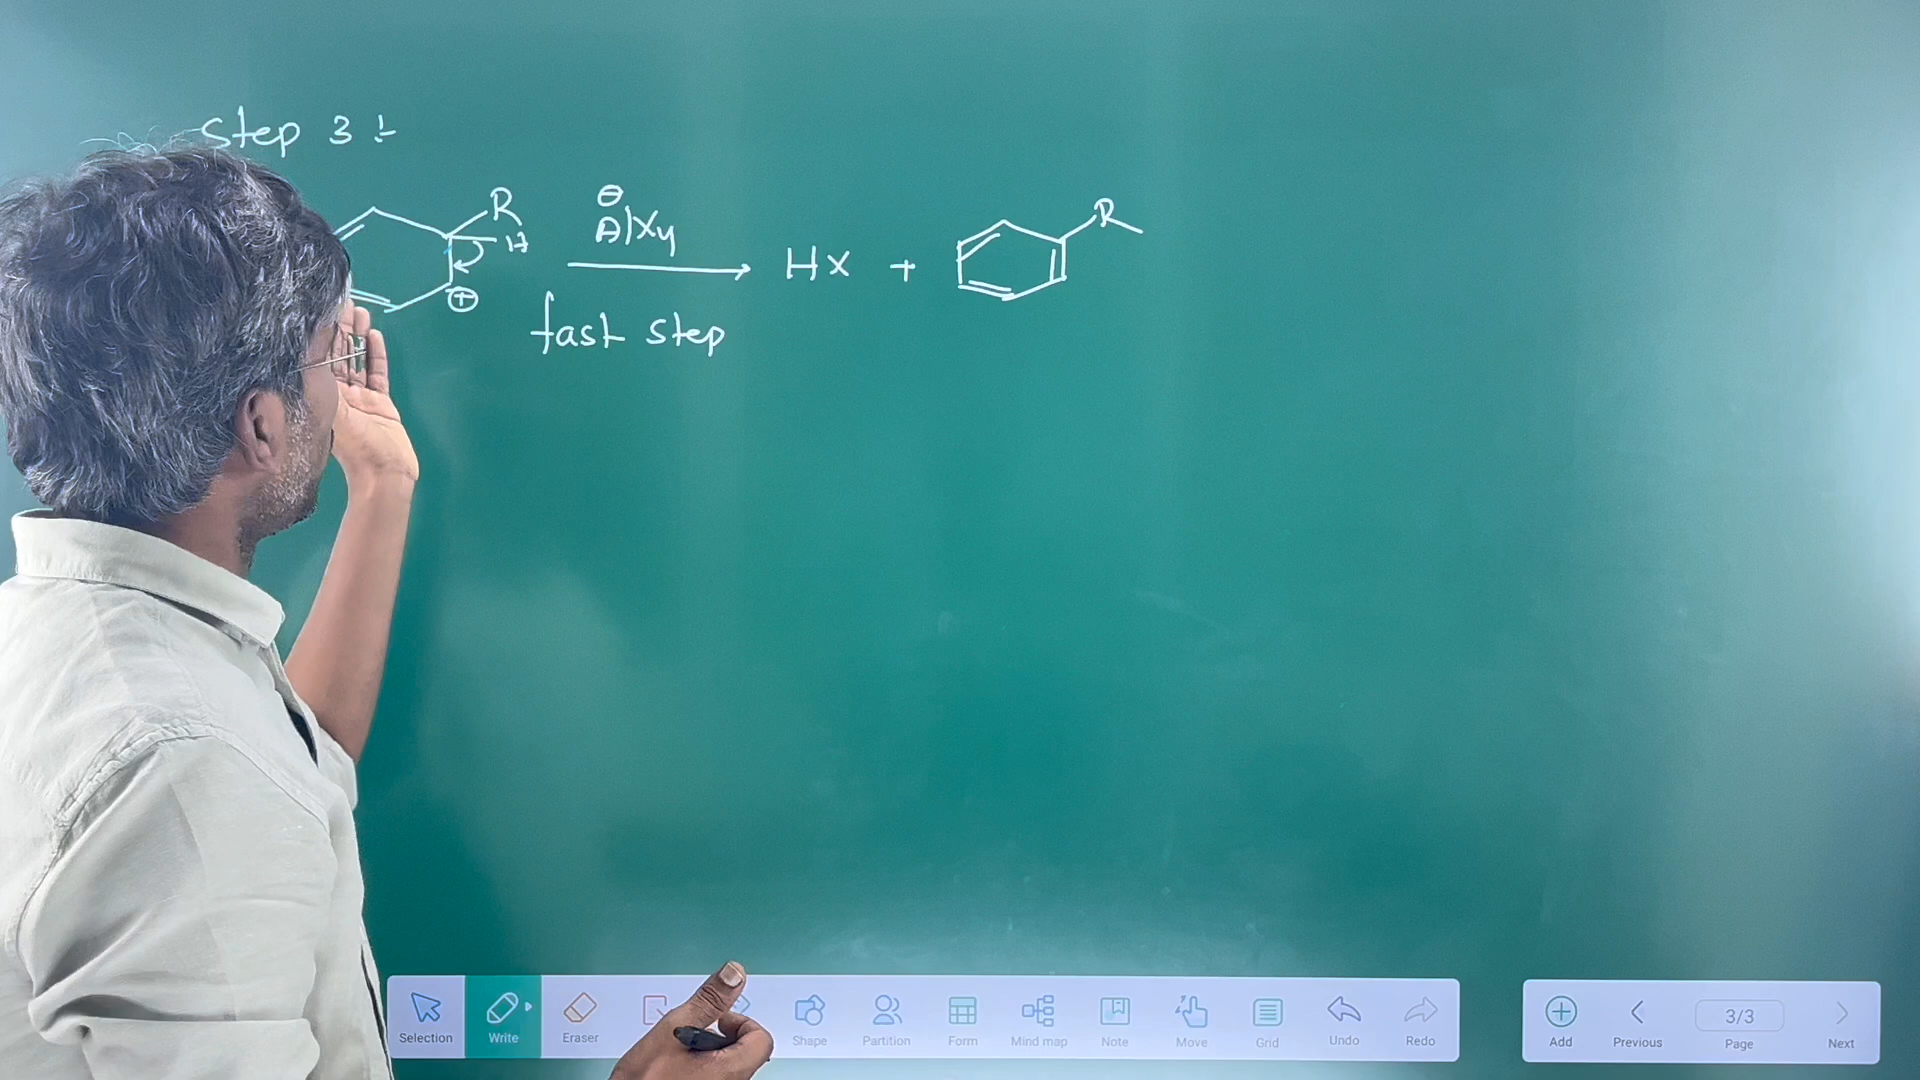 Step 3 :-
R
H
⊕
⊖
AlX4
fast step
HX +
R
Selection Write Eraser Shape Partition Form Mind map Note Move Grid Undo Redo
Add Previous 3/3 Page Next